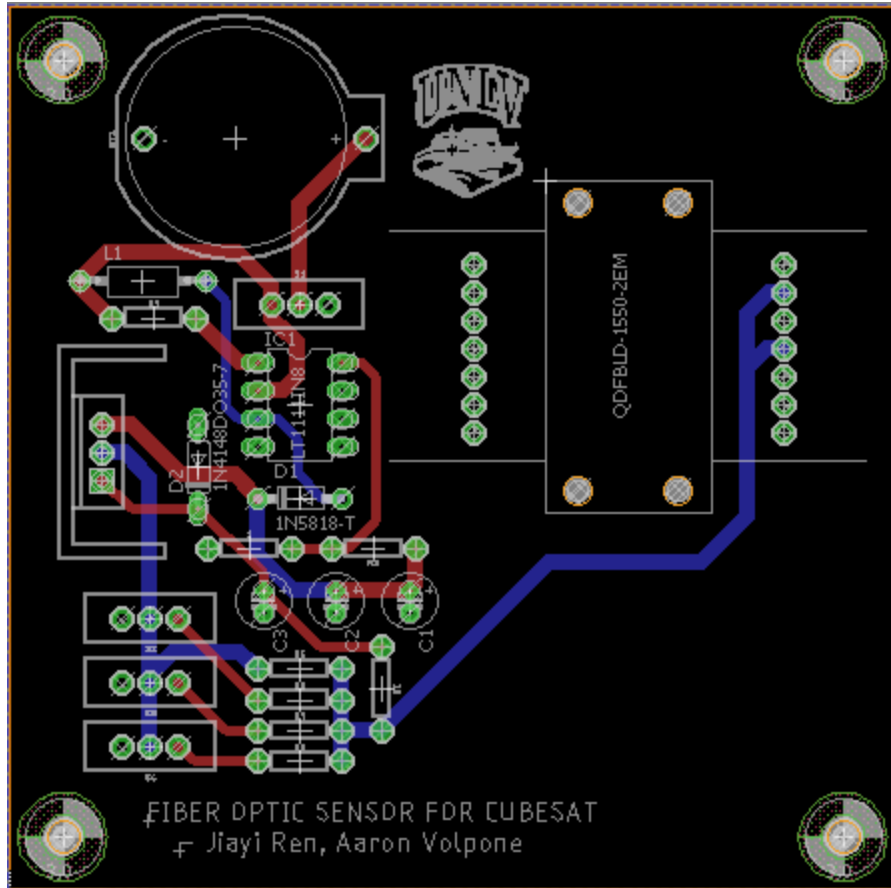 UNLV
-
+
L1
IC1
LT1111IN8
1N4148DO35-7
D2
D1
1N5818-T
QDFBLD-1550-2EM
+
+
+
C3
C2
C1
FIBER OPTIC SENSOR FOR CUBESAT
Jiayi Ren, Aaron Volpone